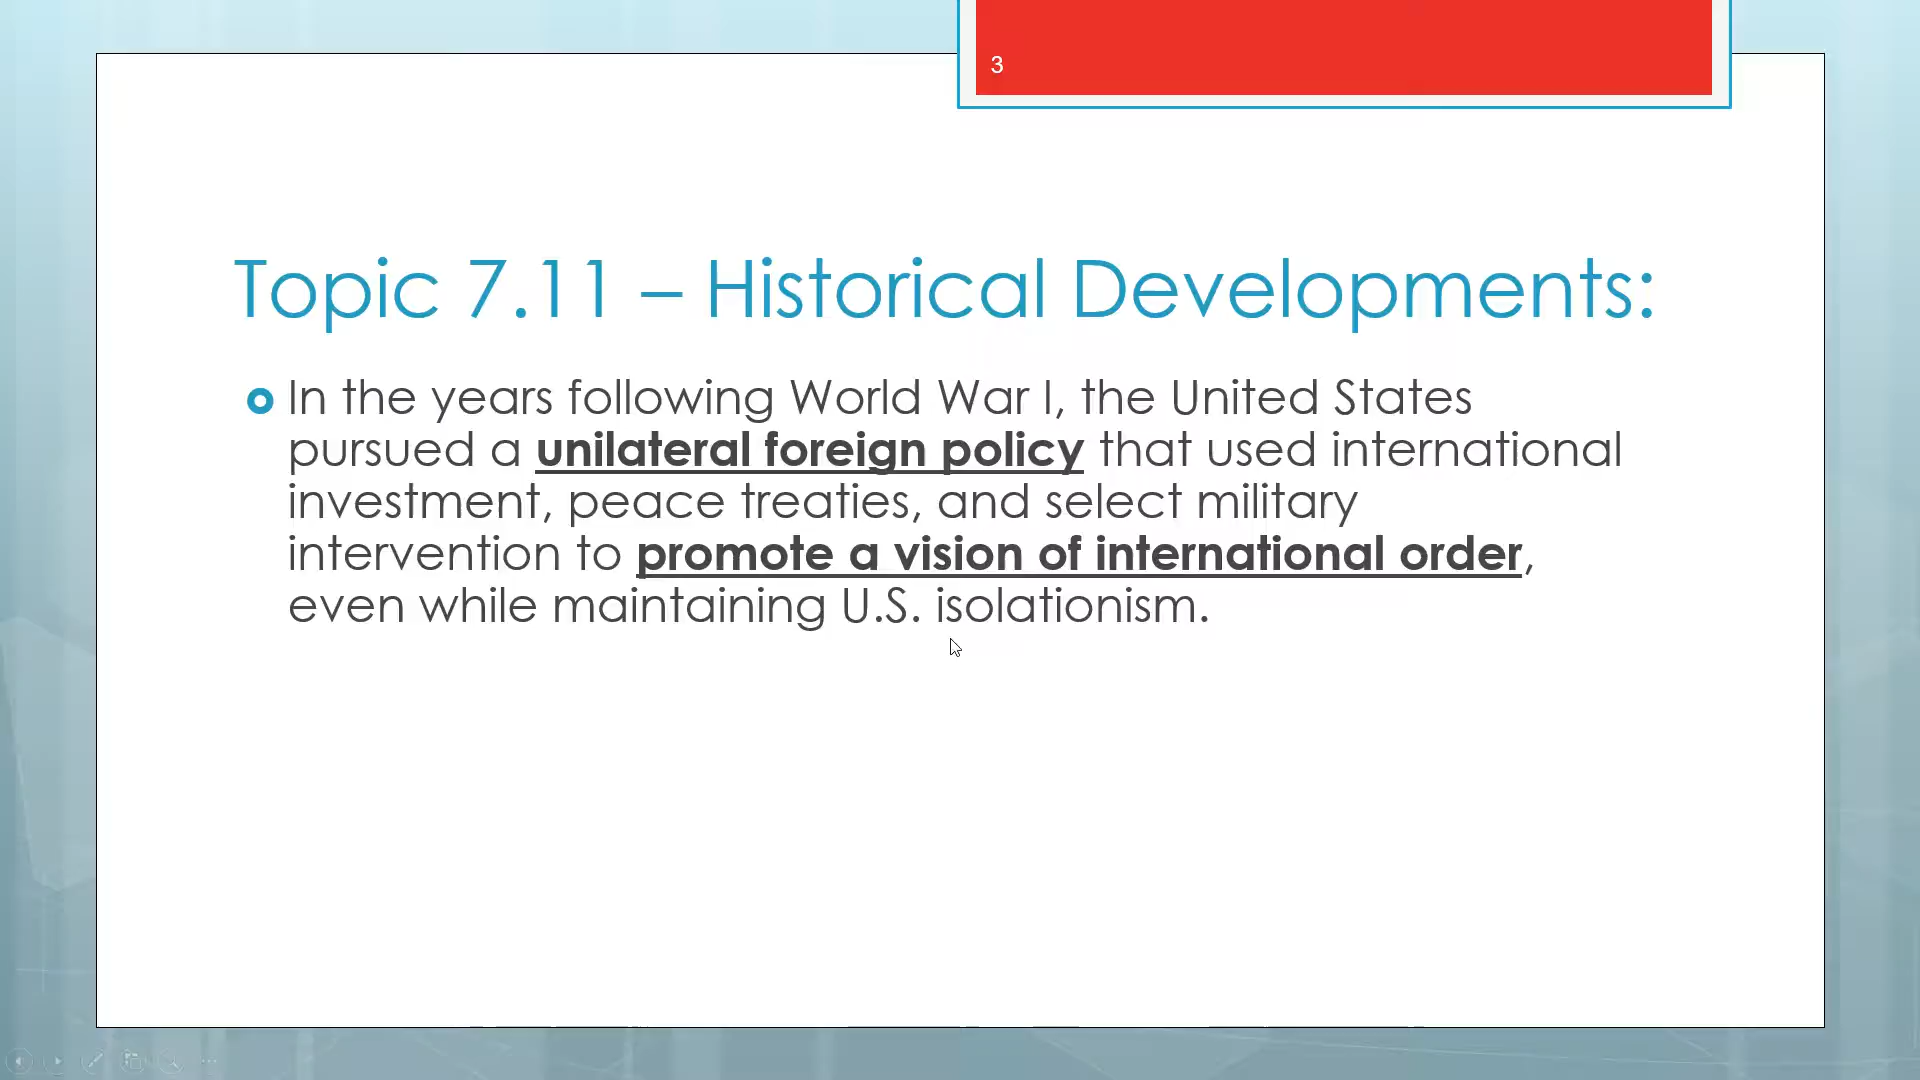 3
Topic 7.11 – Historical Developments:
In the years following World War I, the United States
pursued a unilateral foreign policy that used international
investment, peace treaties, and select military
intervention to promote a vision of international order,
even while maintaining U.S. isolationism.